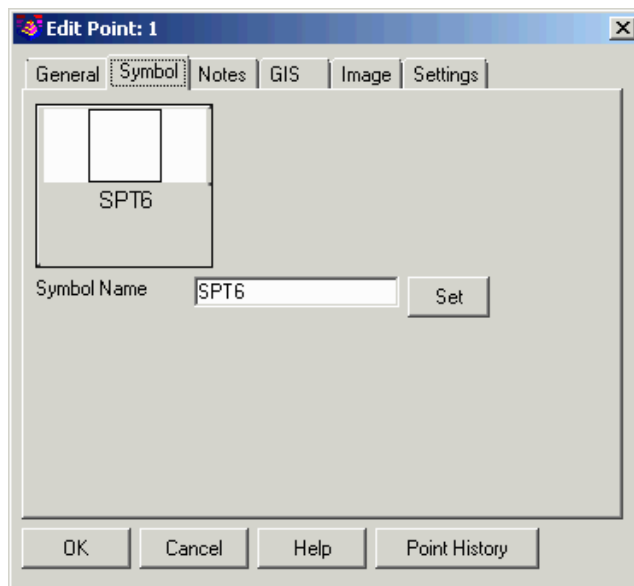 Edit Point: 1
General Symbol Notes GIS Image Settings
SPT6
Symbol Name SPT6 Set
OK Cancel Help Point History